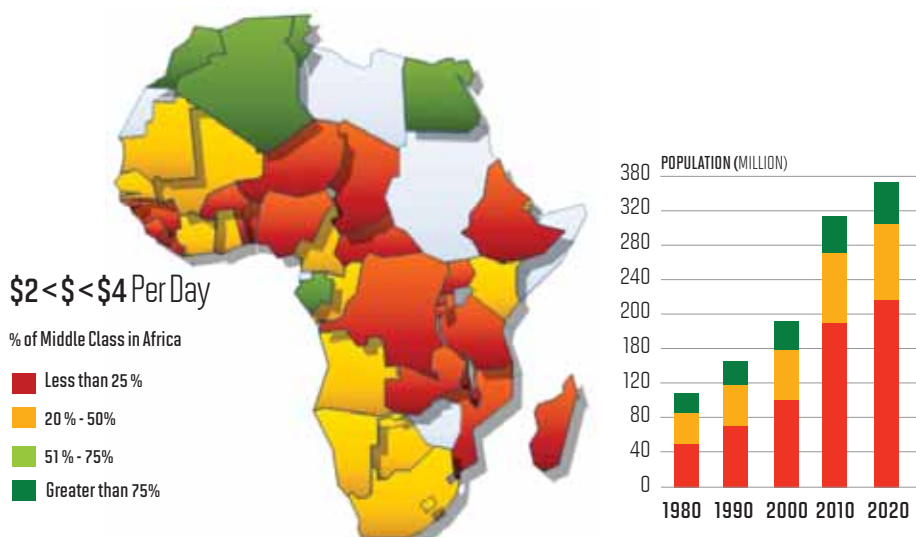 $2<$<$4 Per Day
% of Middle Class in Africa
Less than 25 %
20 % - 50%
51 % - 75%
Greater than 75%
POPULATION (MILLION)
380
320
280
240
200
180
120
80
40
0
1980 1990 2000 2010 2020